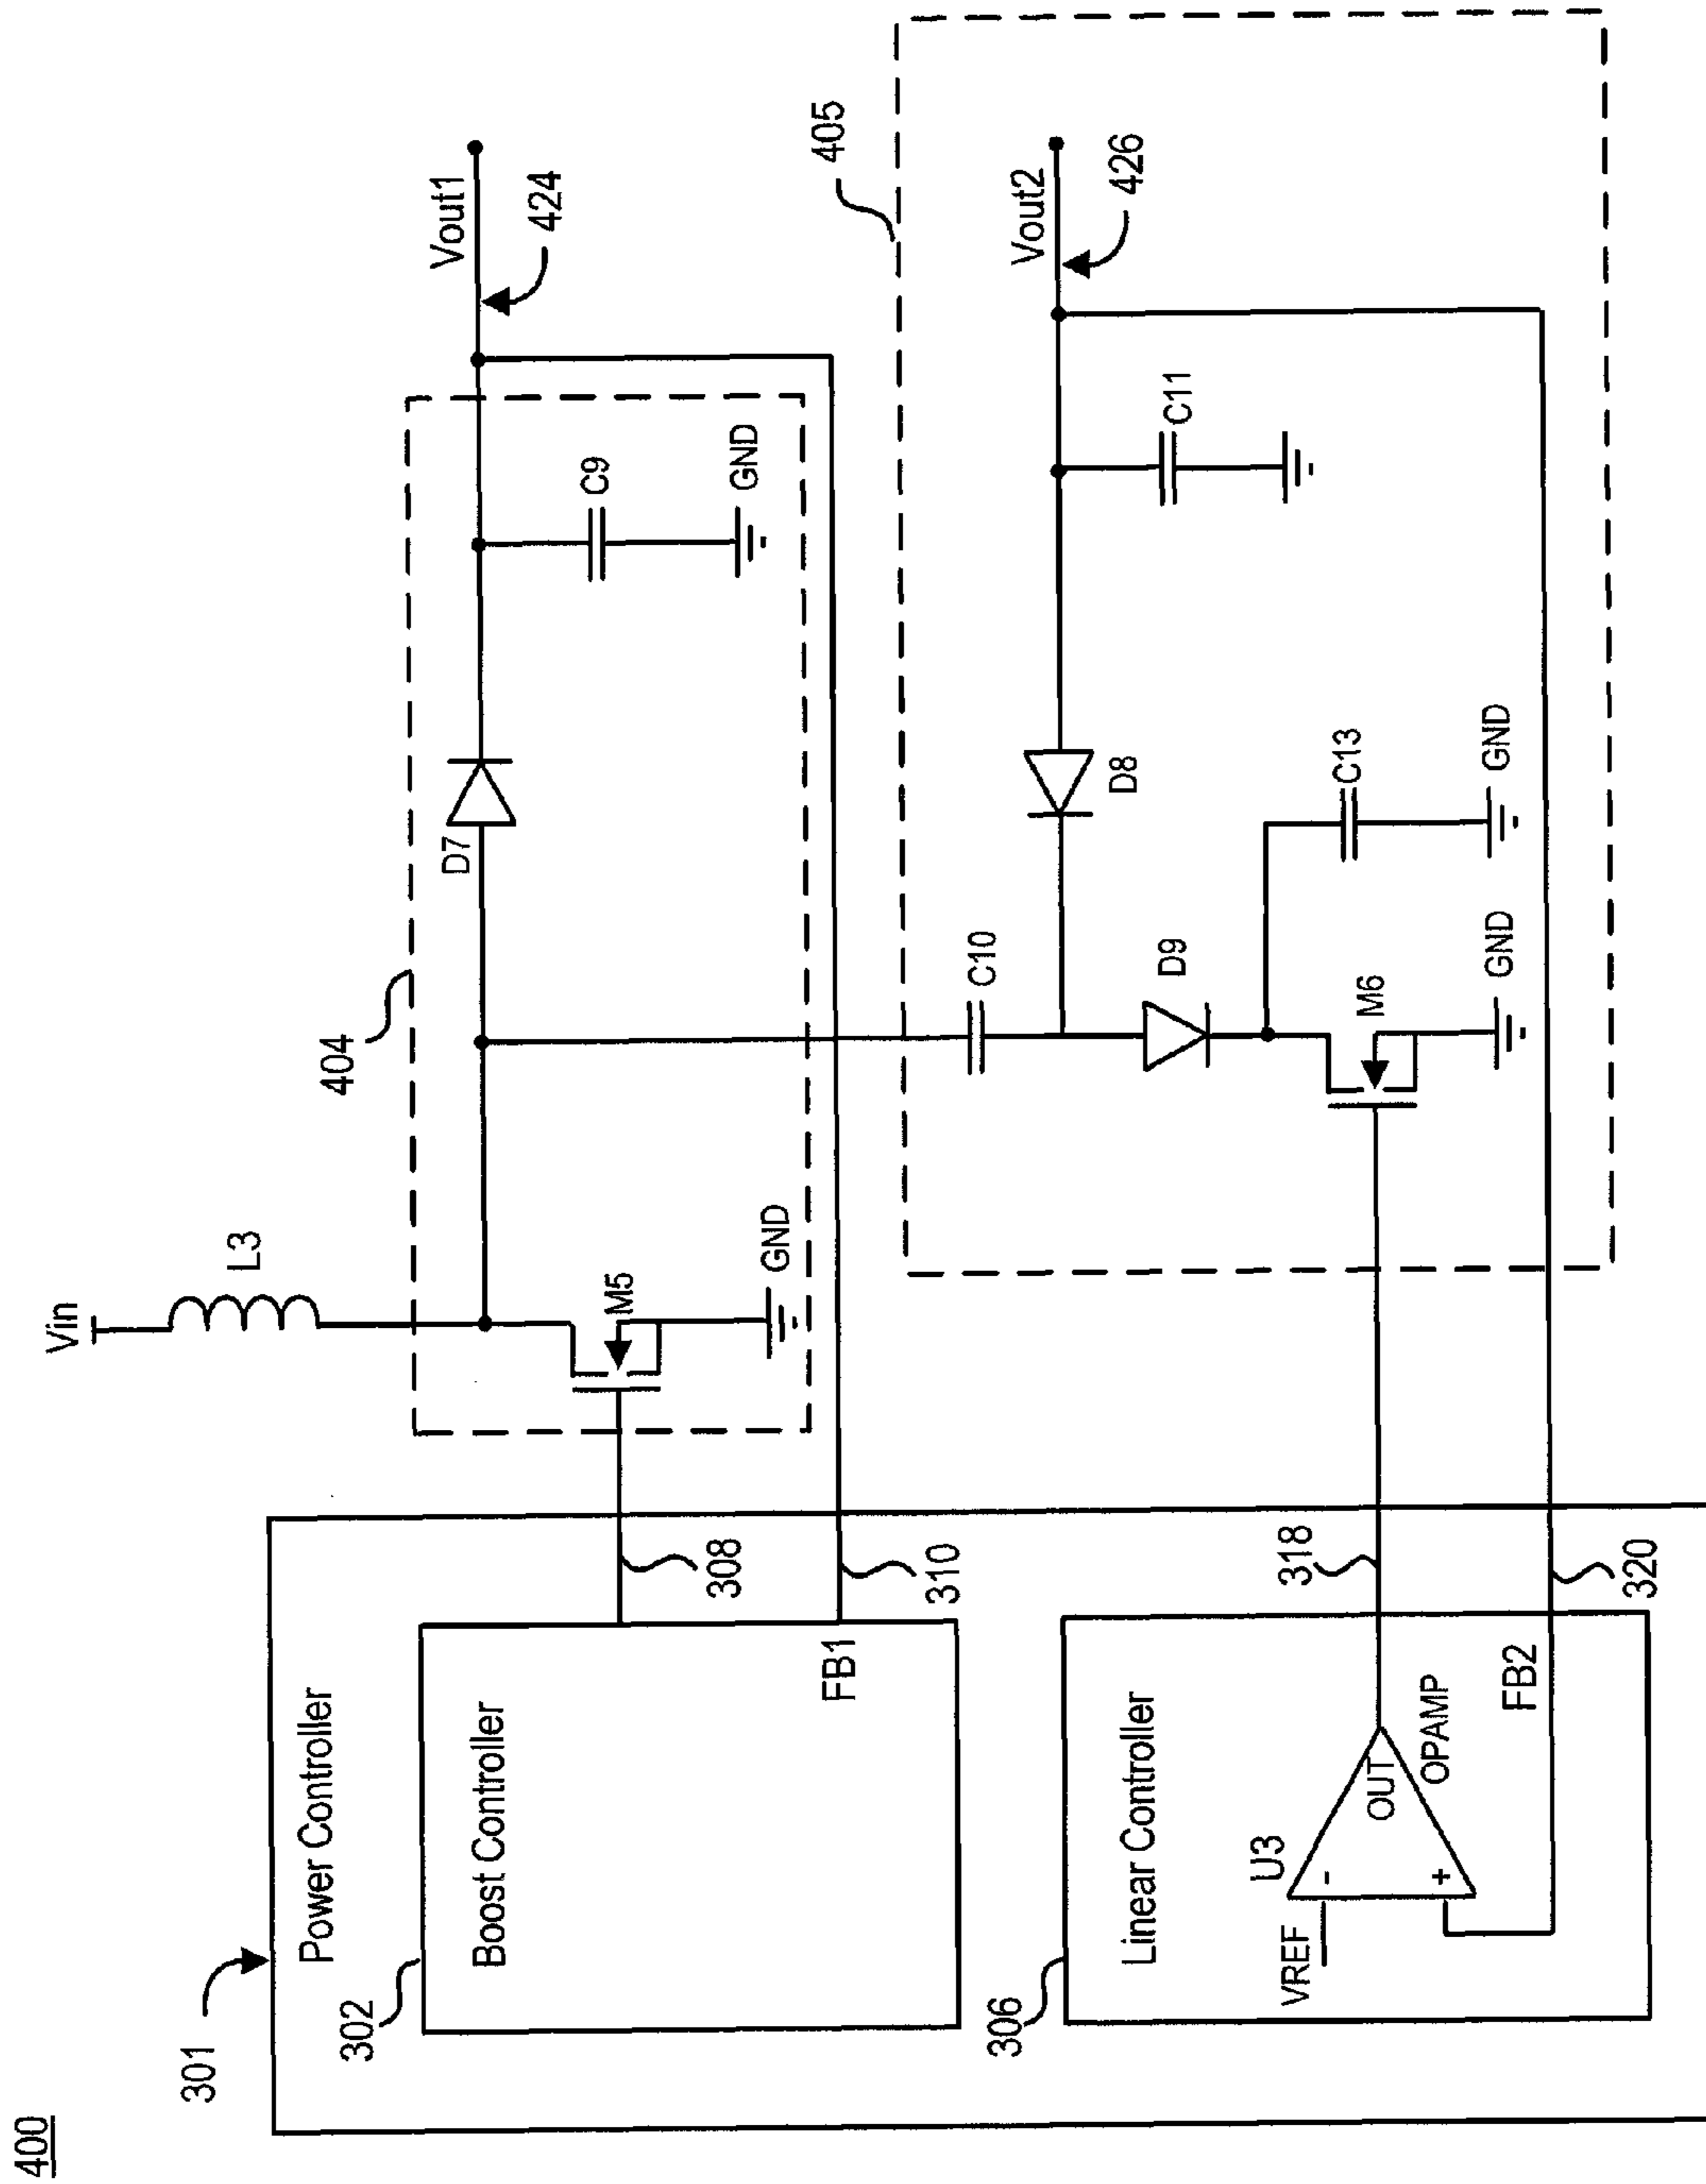 400
301
Power Controller
302
Boost Controller
FB1
308
310
306
Linear Controller
U3
VREF
-
+
OUT
OPAMP
FB2
318
320
Vin
L3
404
M5
GND
D7
C9
GND
Vout1
424
405
C10
D9
M6
GND
C13
GND
D8
C11
Vout2
426